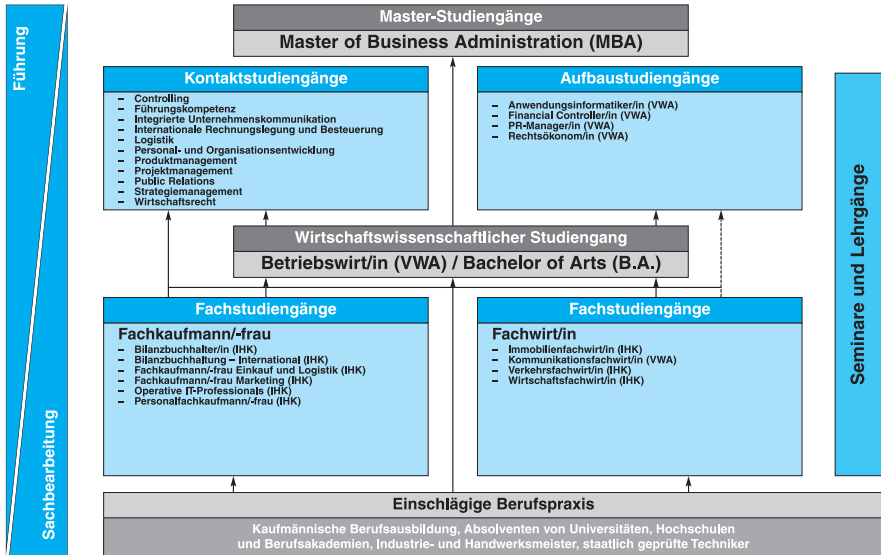 Führung
Sachbearbeitung
Master-Studiengänge
Master of Business Administration (MBA)
Kontaktstudiengänge
– Controlling
– Führungskompetenz
– Integrierte Unternehmenskommunikation
– Internationale Rechnungslegung und Besteuerung
– Logistik
– Personal- und Organisationsentwicklung
– Produktmanagement
– Projektmanagement
– Public Relations
– Strategiemanagement
– Wirtschaftsrecht
Aufbaustudiengänge
– Anwendungsinformatiker/in (VWA)
– Financial Controller/in (VWA)
– PR-Manager/in (VWA)
– Rechtsökonom/in (VWA)
Wirtschaftswissenschaftlicher Studiengang
Betriebswirt/in (VWA) / Bachelor of Arts (B.A.)
Fachstudiengänge
Fachkaufmann/-frau
– Bilanzbuchhalter/in (IHK)
– Bilanzbuchhaltung – International (IHK)
– Fachkaufmann/-frau Einkauf und Logistik (IHK)
– Fachkaufmann/-frau Marketing (IHK)
– Operative IT-Professionals (IHK)
– Personalfachkaufmann/-frau (IHK)
Fachstudiengänge
Fachwirt/in
– Immobilienfachwirt/in (IHK)
– Kommunikationsfachwirt/in (VWA)
– Verkehrsfachwirt/in (IHK)
– Wirtschaftsfachwirt/in (IHK)
Seminare und Lehrgänge
Einschlägige Berufspraxis
Kaufmännische Berufsausbildung, Absolventen von Universitäten, Hochschulen
und Berufsakademien, Industrie- und Handwerksmeister, staatlich geprüfte Techniker